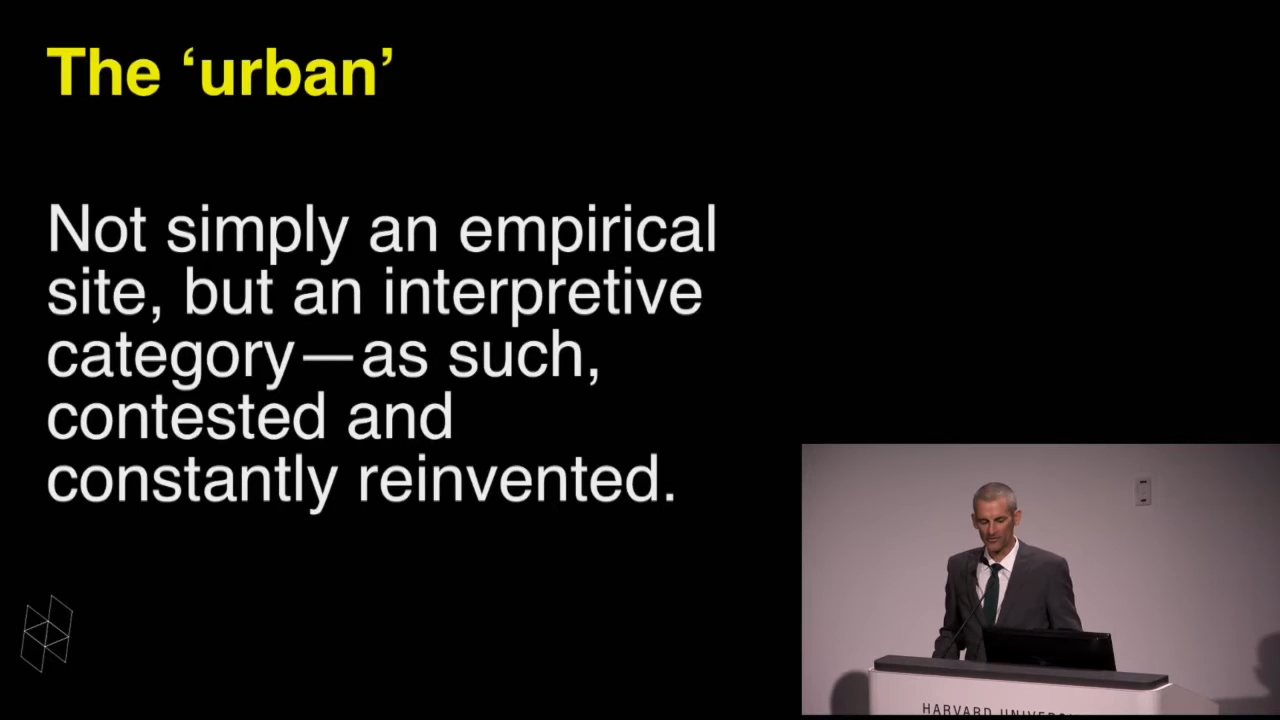 The ‘urban’
Not simply an empirical
site, but an interpretive
category—as such,
contested and
constantly reinvented.
HARVARD